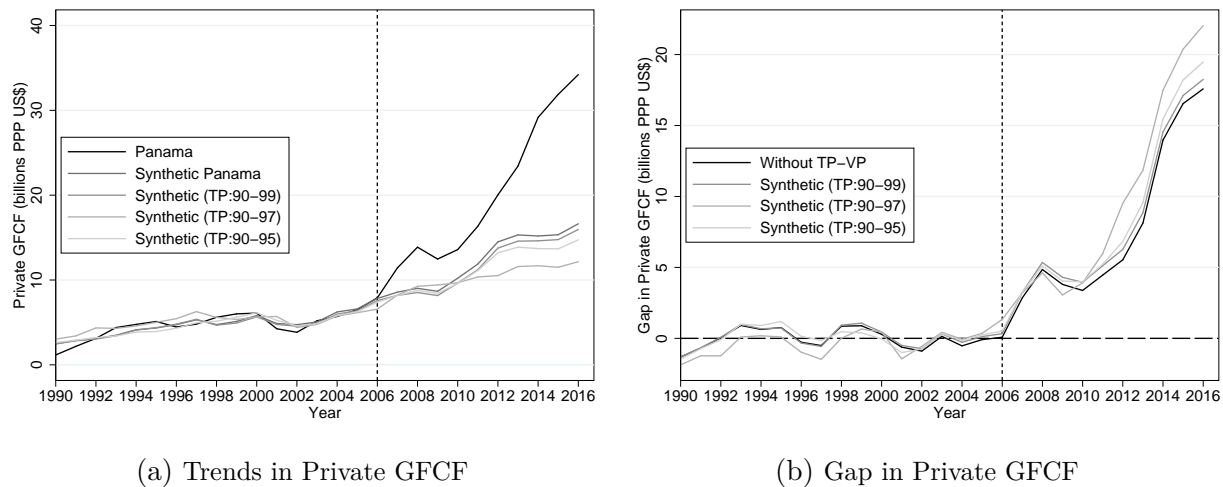 Private GFCF (billions PPP US$)
40
30
20
10
0
Panama
Synthetic Panama
Synthetic (TP:90−99)
Synthetic (TP:90−97)
Synthetic (TP:90−95)
1990 1992 1994 1996 1998 2000 2002 2004 2006 2008 2010 2012 2014 2016
Year
(a) Trends in Private GFCF
Gap in Private GFCF (billions PPP US$)
20
15
10
5
0
Without TP−VP
Synthetic (TP:90−99)
Synthetic (TP:90−97)
Synthetic (TP:90−95)
1990 1992 1994 1996 1998 2000 2002 2004 2006 2008 2010 2012 2014 2016
Year
(b) Gap in Private GFCF